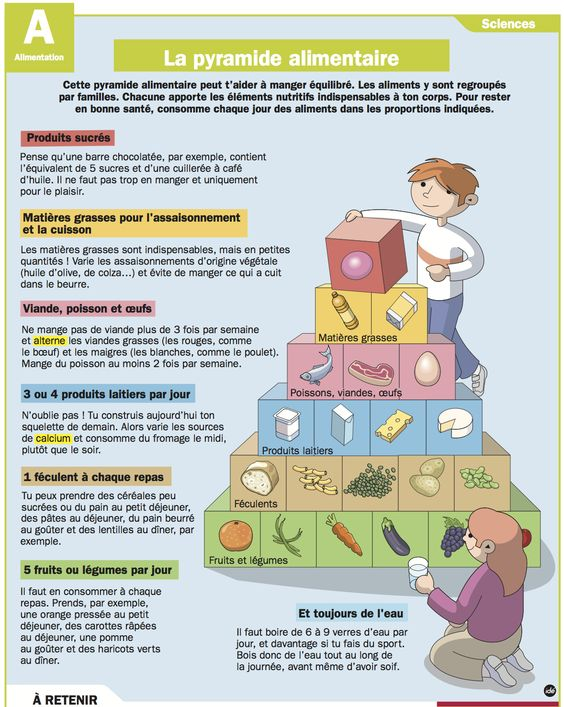 A
Alimentation
Sciences
La pyramide alimentaire
Cette pyramide alimentaire peut t'aider à manger équilibré. Les aliments y sont regroupés
par familles. Chacune apporte les éléments nutritifs indispensables à ton corps. Pour rester
en bonne santé, consomme chaque jour des aliments dans les proportions indiquées.
Produits sucrés
Pense qu'une barre chocolatée, par exemple, contient
l'équivalent de 5 sucres et d'une cuillerée à café
d'huile. Il ne faut pas trop en manger et uniquement
pour le plaisir.
Matières grasses pour l'assaisonnement
et la cuisson
Les matières grasses sont indispensables, mais en petites
quantités ! Varie les assaisonnements d'origine végétale
(huile d'olive, de colza…) et évite de manger ce qui a cuit
dans le beurre.
Viande, poisson et œufs
Ne mange pas de viande plus de 3 fois par semaine
et alterne les viandes grasses (les rouges, comme
le bœuf) et les maigres (les blanches, comme le poulet).
Mange du poisson au moins 2 fois par semaine.
3 ou 4 produits laitiers par jour
N'oublie pas ! Tu construis aujourd'hui ton
squelette de demain. Alors varie les sources
de calcium et consomme du fromage le midi,
plutôt que le soir.
1 féculent à chaque repas
Tu peux prendre des céréales peu
sucrées ou du pain au petit déjeuner,
des pâtes au déjeuner, du pain beurré
au goûter et des lentilles au dîner, par
exemple.
5 fruits ou légumes par jour
Il faut en consommer à chaque
repas. Prends, par exemple,
une orange pressée au petit
déjeuner, des carottes râpées
au déjeuner, une pomme
au goûter et des haricots verts
au dîner.
Matières grasses
Poissons, viandes, œufs
Produits laitiers
Féculents
Fruits et légumes
Et toujours de l'eau
Il faut boire de 6 à 9 verres d'eau par
jour, et davantage si tu fais du sport.
Bois donc de l'eau tout au long de
la journée, avant même d'avoir soif.
À RETENIR
idé